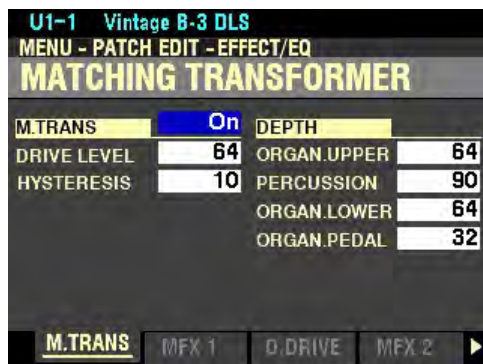 U1-1 Vintage B-3 DLS
MENU - PATCH EDIT -EFFECT/EQ
MATCHING TRANSFORMER
M.TRANS On DEPTH
DRIVE LEVEL 64 ORGAN.UPPER 64
HYSTERESIS 10 PERCUSSION 90
ORGAN.LOWER 64
ORGAN.PEDAL 32
M.TRANS MFX 1 O.DRIVE MFX 2